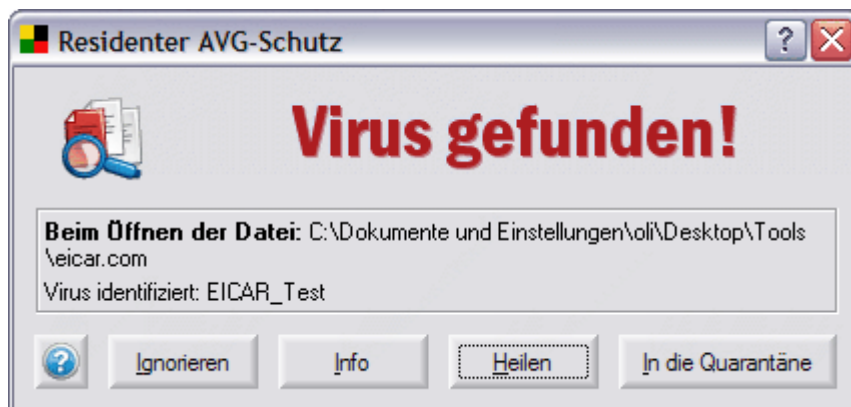 Residenter AVG-Schutz
Virus gefunden!
Beim Öffnen der Datei: C:\Dokumente und Einstellungen\oli\Desktop\Tools
\eicar.com
Virus identifiziert: EICAR_Test
Ignorieren Info Heilen In die Quarantäne